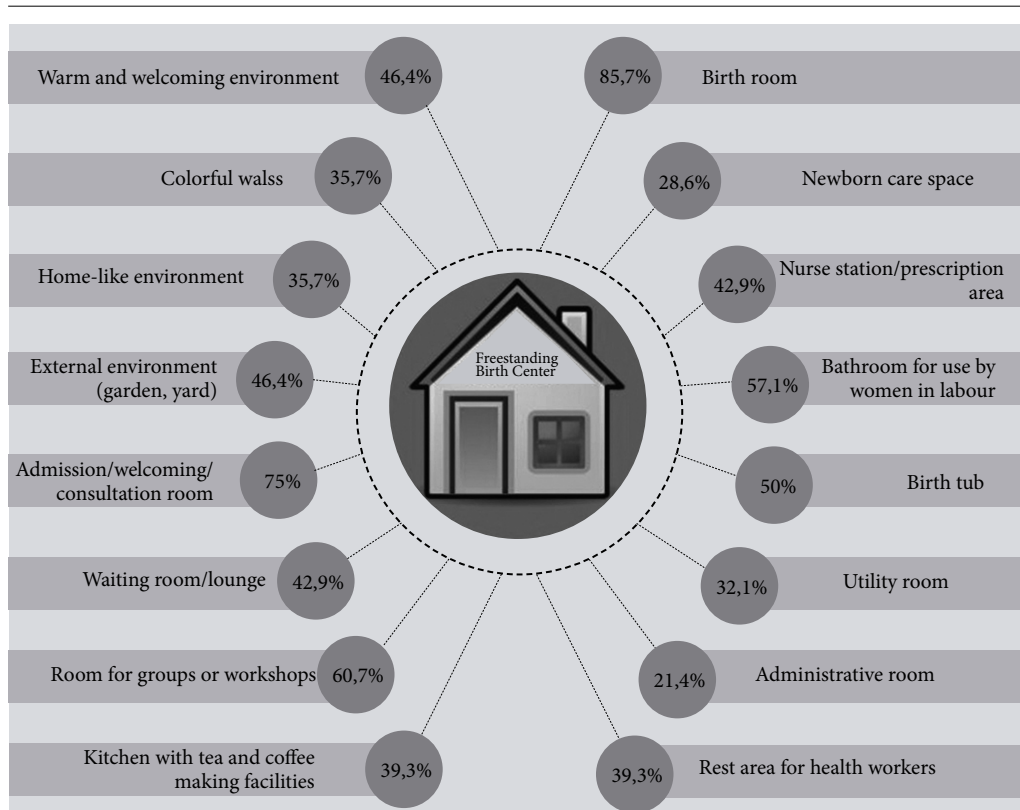 Warm and welcoming environment
46,4%
Colorful walss
35,7%
Home-like environment
35,7%
External environment
(garden, yard)
46,4%
Admission/welcoming/
consultation room
75%
Waiting room/lounge
42,9%
Room for groups or workshops
60,7%
Kitchen with tea and coffee
making facilities
39,3%
Freestanding
Birth Center
85,7%
Birth room
28,6%
Newborn care space
42,9%
Nurse station/prescription
area
57,1%
Bathroom for use by
women in labour
50%
Birth tub
32,1%
Utility room
21,4%
Administrative room
39,3%
Rest area for health workers